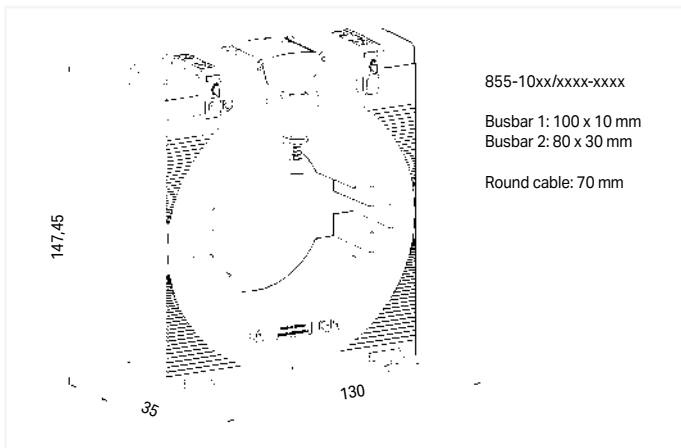 855-10xx/xxxx-xxxx
Busbar 1: 100 x 10 mm
Busbar 2: 80 x 30 mm
Round cable: 70 mm
147,45
35
130